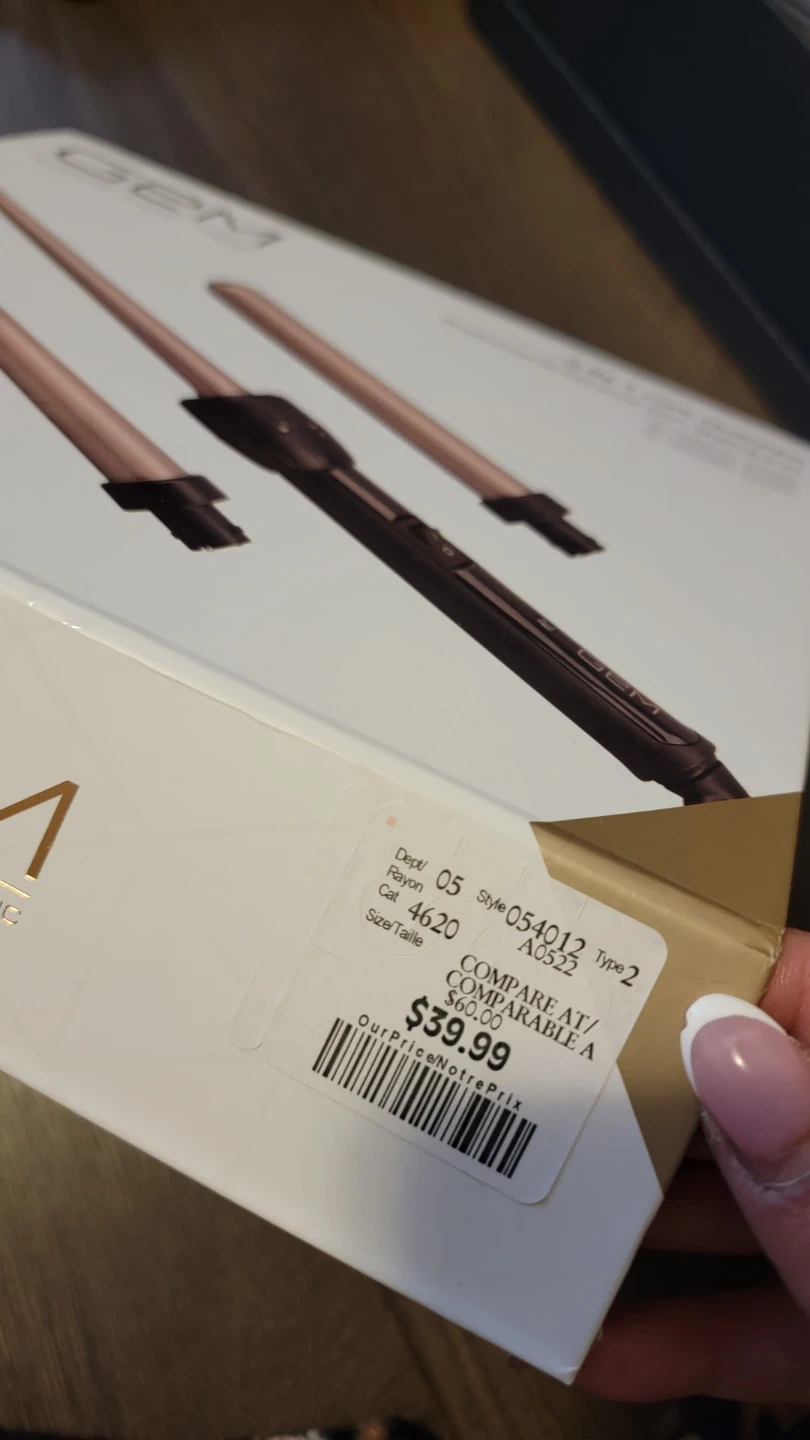 GEM
GEM
Dept/
Rayon 05 Style 054012 Type 2
Cat 4620 A0522
Size/Taille
COMPARE AT/
COMPARABLE A
$60.00
$39.99
OurPrice/NotrePrix